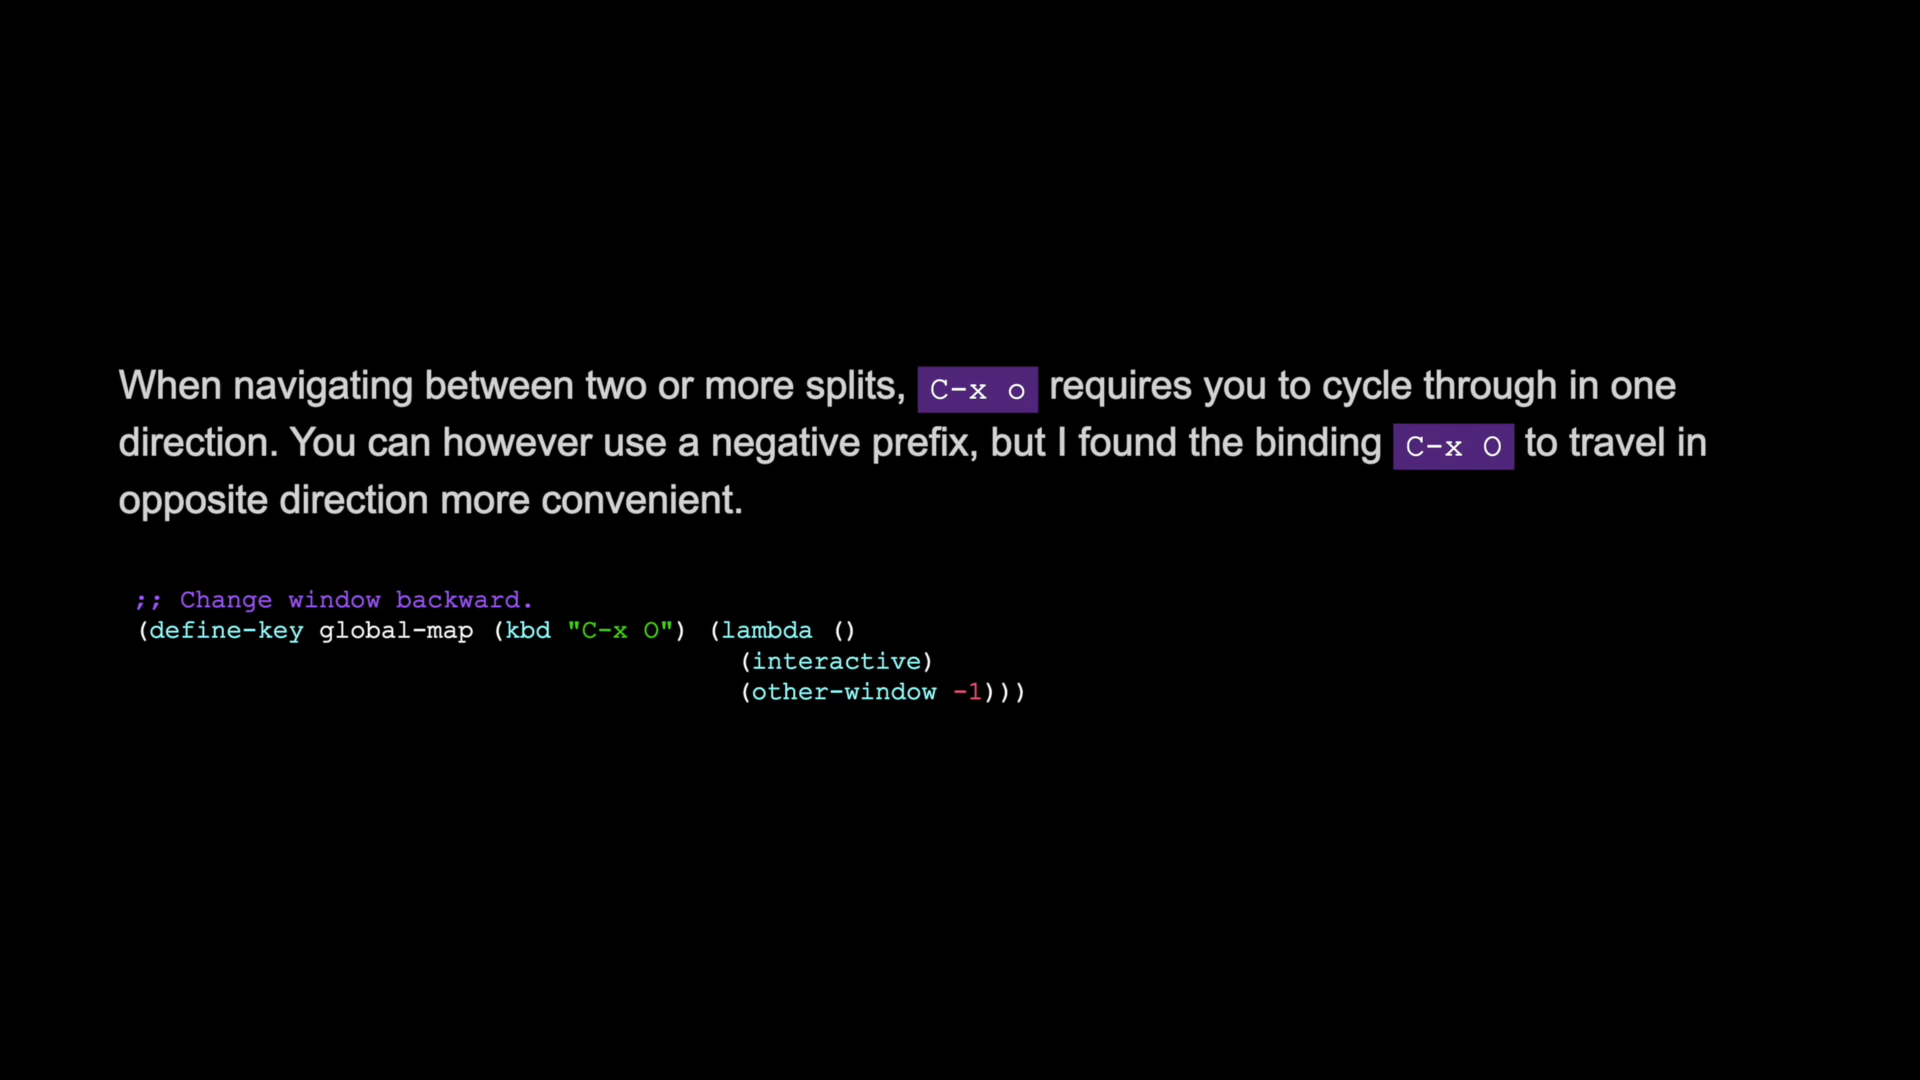 When navigating between two or more splits, C-x o requires you to cycle through in one
direction. You can however use a negative prefix, but I found the binding C-x O to travel in
opposite direction more convenient.
;; Change window backward.
(define-key global-map (kbd "C-x O") (lambda ()
(interactive)
(other-window -1)))